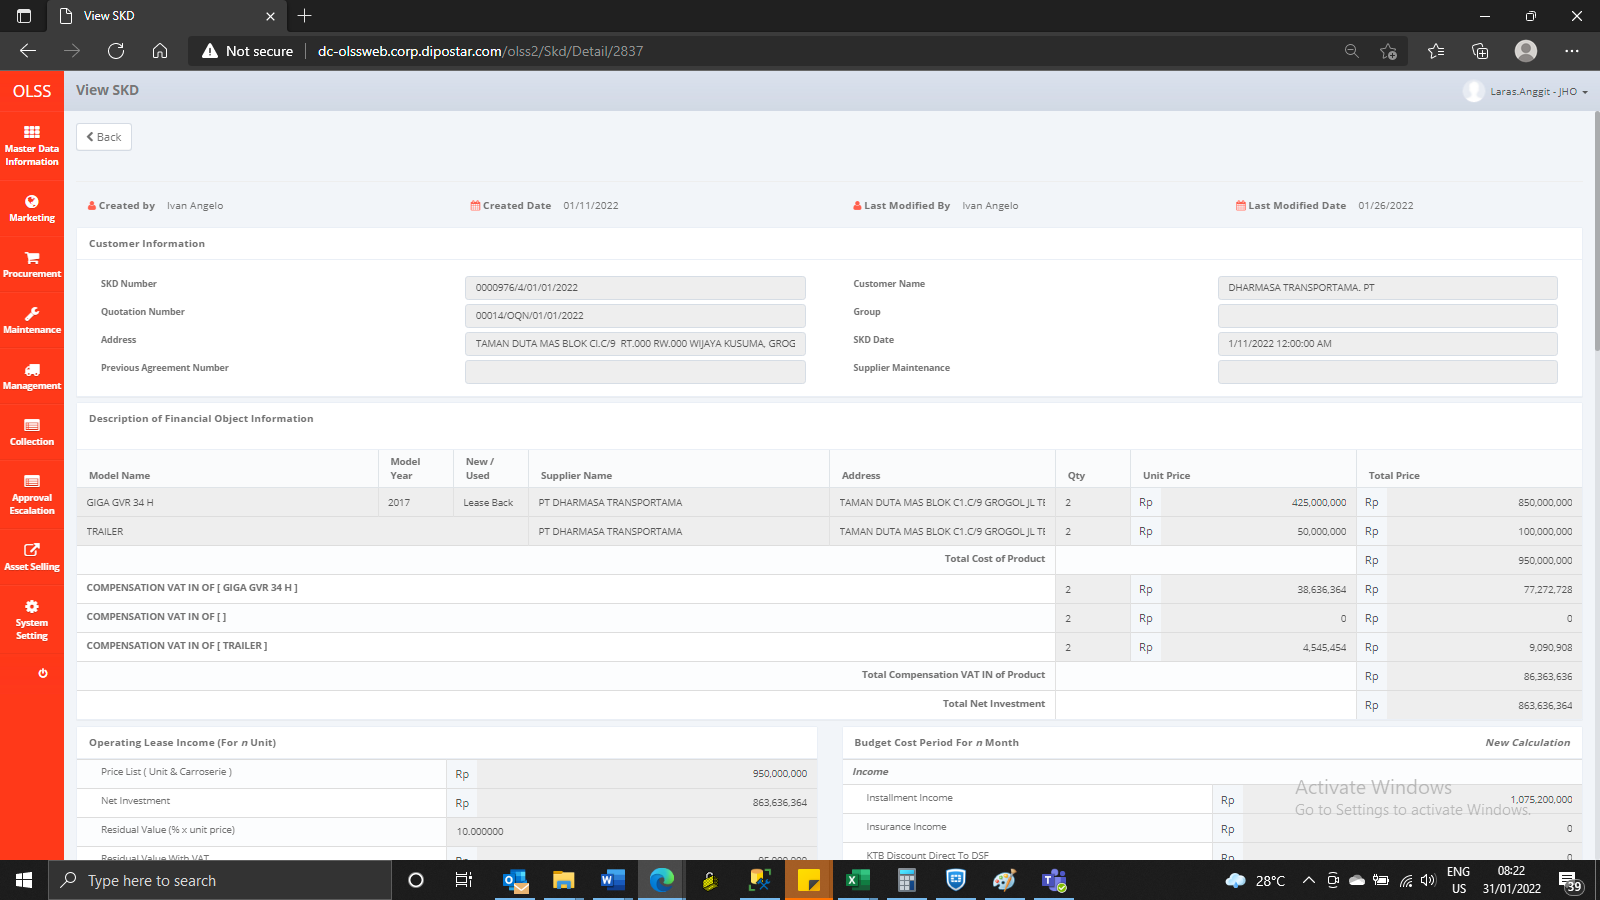 View SKD
Not secure
dc-olssweb.corp.dipostar.com/olss2/Skd/Detail/2837
OLSS
View SKD
Laras.Anggit - JHO
Master Data
Information
Marketing
Procurement
Maintenance
Management
Collection
Approval
Escalation
Asset Selling
System
Setting
Back
Created by Ivan Angelo
Created Date 01/11/2022
Last Modified By Ivan Angelo
Last Modified Date 01/26/2022
Customer Information
SKD Number 0000976/4/01/01/2022 Customer Name DHARMASA TRANSPORTAMA. PT
Quotation Number 00014/OQN/01/01/2022 Group
Address TAMAN DUTA MAS BLOK CI.C/9 RT.000 RW.000 WIJAYA KUSUMA, GROG SKD Date 1/11/2022 12:00:00 AM
Previous Agreement Number Supplier Maintenance
Description of Financial Object Information
Model Name Model Year New / Used Supplier Name Address Qty Unit Price Total Price
GIGA GVR 34 H 2017 Lease Back PT DHARMASA TRANSPORTAMA TAMAN DUTA MAS BLOK C1.C/9 GROGOL JL TE 2 Rp 425,000,000 Rp 850,000,000
TRAILER PT DHARMASA TRANSPORTAMA TAMAN DUTA MAS BLOK C1.C/9 GROGOL JL TE 2 Rp 50,000,000 Rp 100,000,000
Total Cost of Product Rp 950,000,000
COMPENSATION VAT IN OF [ GIGA GVR 34 H ] 2 Rp 38,636,364 Rp 77,272,728
COMPENSATION VAT IN OF [ ] 2 Rp 0 Rp 0
COMPENSATION VAT IN OF [ TRAILER ] 2 Rp 4,545,454 Rp 9,090,908
Total Compensation VAT IN of Product Rp 86,363,636
Total Net Investment Rp 863,636,364
Operating Lease Income (For n Unit)
Price List ( Unit & Carroserie ) Rp 950,000,000
Net Investment Rp 863,636,364
Residual Value (% x unit price) 10.000000
Residual Value With VAT Rp 95,000,000
Budget Cost Period For n Month New Calculation
Income
Installment Income Rp 1,075,200,000
Insurance Income Rp 0
KTB Discount Direct To DSF Rp 0
Activate Windows
Go to Settings to activate Windows.
Type here to search
28°C
ENG
US
08:22
31/01/2022
39